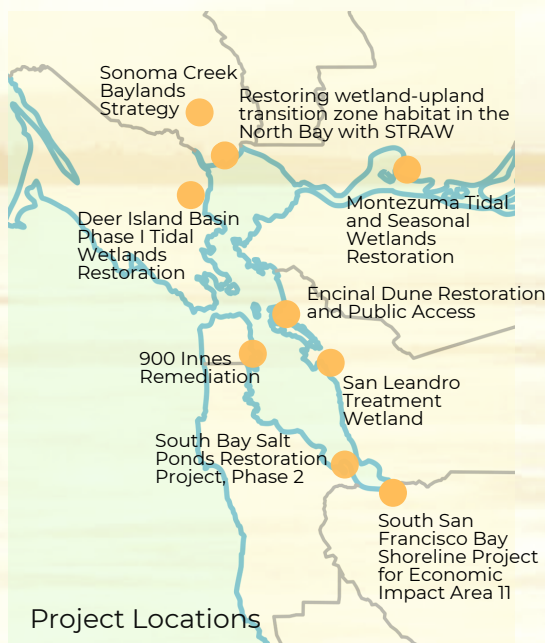 Sonoma Creek
Baylands
Strategy
Restoring wetland-upland
transition zone habitat in the
North Bay with STRAW
Deer Island Basin
Phase I Tidal
Wetlands
Restoration
Montezuma Tidal
and Seasonal
Wetlands
Restoration
Encinal Dune Restoration
and Public Access
900 Innes
Remediation
San Leandro
Treatment
Wetland
South Bay Salt
Ponds Restoration
Project, Phase 2
South San
Francisco Bay
Shoreline Project
for Economic
Impact Area 11
Project Locations